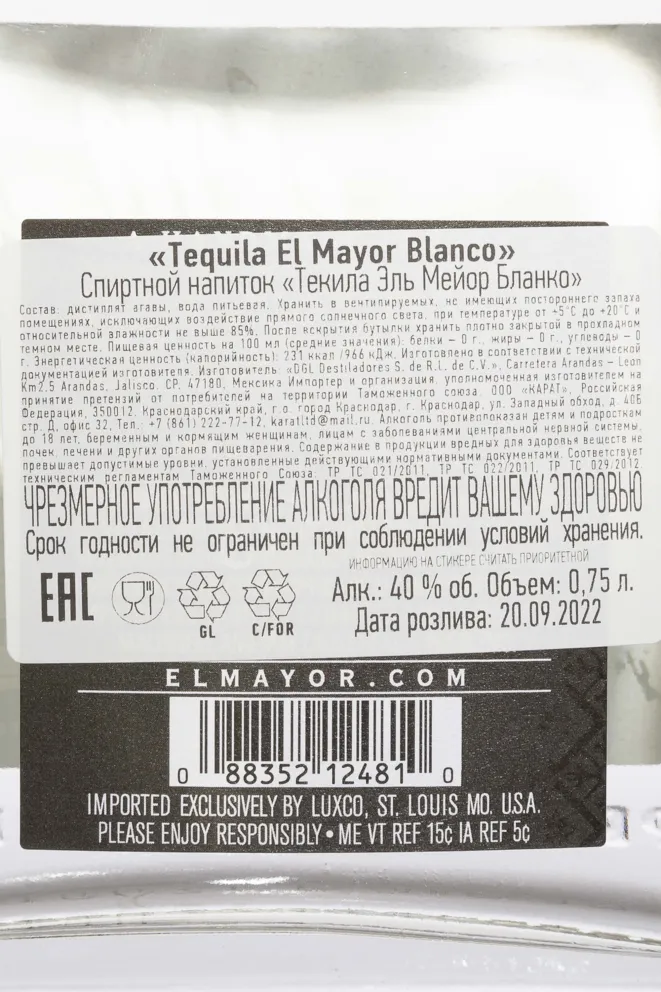 «Tequila El Mayor Blanco»
Спиртной напиток «Текила Эль Мейор Бланко»
Состав: дистиллят агавы, вода питьевая. Хранить в вентилируемых, не имеющих постороннего запаха
помещениях, исключающих воздействие прямого солнечного света, при температуре от +5°C до +20°C и
относительной влажности не выше 85%. После вскрытия бутылки хранить плотно закрытой в прохладном
темном месте. Пищевая ценность на 100 мл (средние значения): белки – 0 г., жиры – 0 г., углеводы – 0
г. Энергетическая ценность (калорийность): 231 ккал /966 кДж. Изготовлено в соответствии с технической
документацией изготовителя. Изготовитель: «DGL Destiladores S. de R.L. de C.V.», Carretera Arandas – Leon
Km2.5 Arandas, Jalisco. CP. 47180, Мексика Импортер и организация, уполномоченная изготовителем на
принятие претензий от потребителей на территории Таможенного союза: ООО «КАРАТ», Российская
Федерация, 350012, Краснодарский край, г.о. город Краснодар, г. Краснодар, ул. Западный обход, д. 40Б
стр. Д, офис 32, Тел.: +7 (861) 222-77-12, karatltd@mail.ru. Алкоголь противопоказан детям и подросткам
до 18 лет, беременным и кормящим женщинам, лицам с заболеваниями центральной нервной системы,
почек, печени и других органов пищеварения. Содержание в продукции вредных для здоровья веществ не
превышает допустимые уровни, установленные действующими нормативными документами. Соответствует
техническим регламентам Таможенного Союза: ТР ТС 021/2011, ТР ТС 022/2011, ТР ТС 029/2012
ЧРЕЗМЕРНОЕ УПОТРЕБЛЕНИЕ АЛКОГОЛЯ ВРЕДИТ ВАШЕМУ ЗДОРОВЬЮ
Срок годности не ограничен при соблюдении условий хранения.
ИНФОРМАЦИЮ НА СТИКЕРЕ СЧИТАТЬ ПРИОРИТЕТНОЙ
EAC
GL
C/FOR
Алк.: 40 % об. Объем: 0,75 л.
Дата розлива: 20.09.2022
ELMAYOR.COM
0 88352 12481 0
IMPORTED EXCLUSIVELY BY LUXCO, ST. LOUIS MO. U.S.A.
PLEASE ENJOY RESPONSIBLY • ME VT REF 15¢ IA REF 5¢